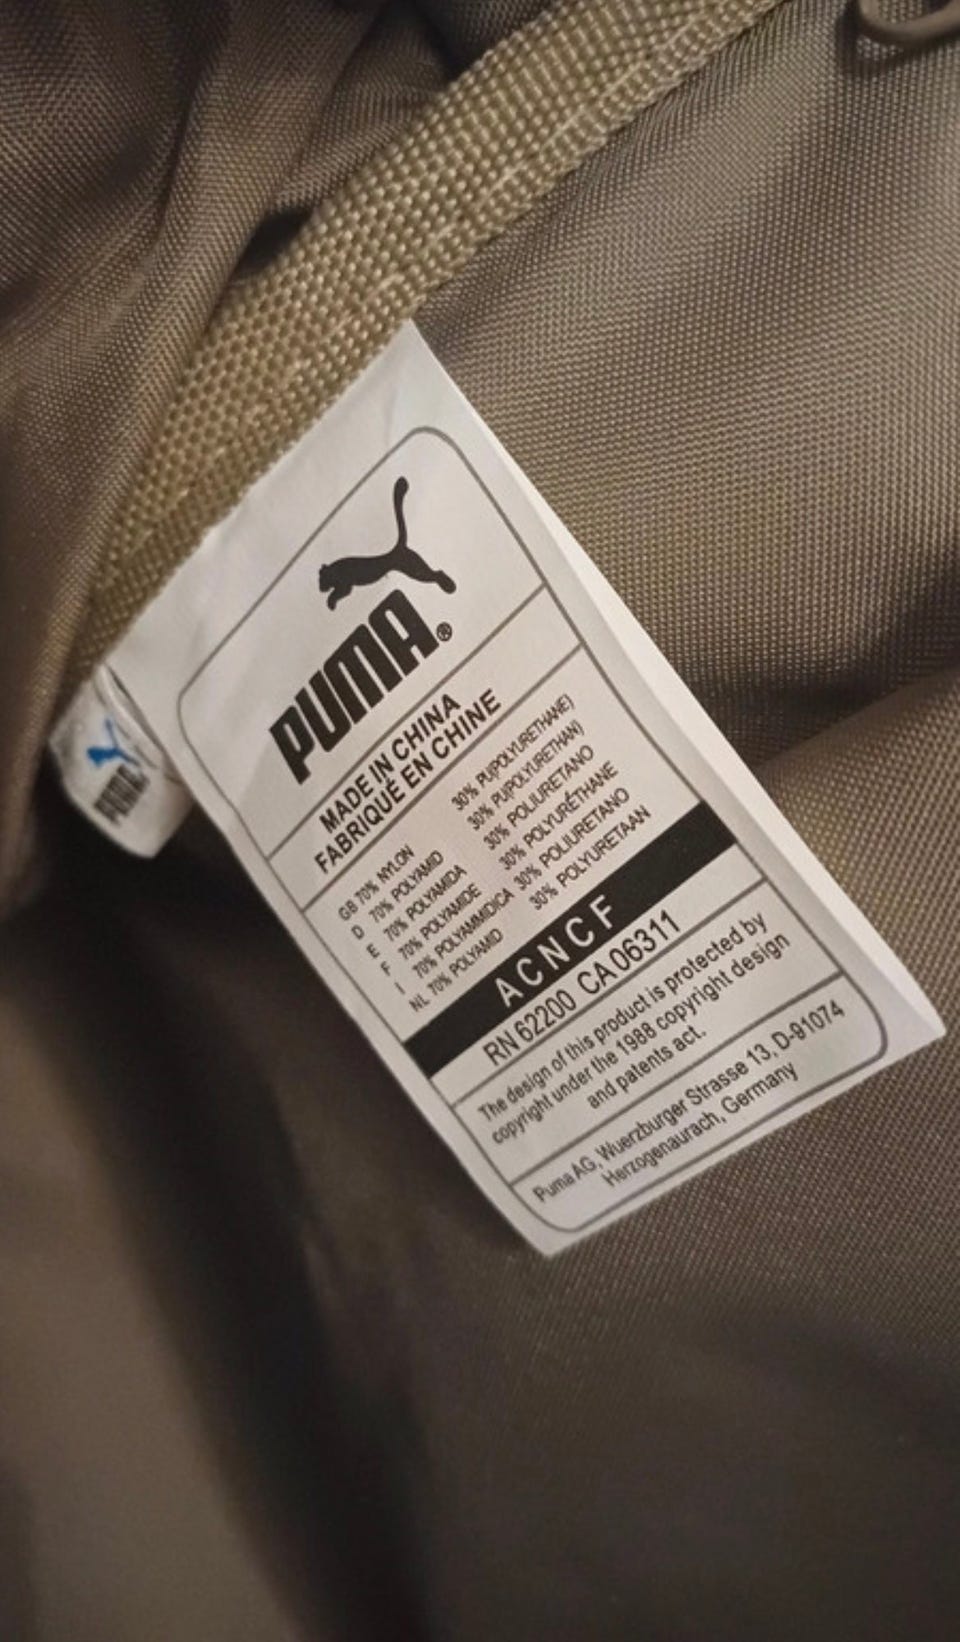 PUMA®
MADE IN CHINA
FABRIQUÉ EN CHINE
GB 70% NYLON 30% PU(POLYURETHANE)
D 70% POLYAMID 30% PU(POLYURETHAN)
E 70% POLYAMIDA 30% POLIURETANO
F 70% POLYAMIDE 30% POLYURÉTHANE
I 70% POLYAMMIDICA 30% POLIURETANO
NL 70% POLYAMID 30% POLYURETAAN
ACNCF
RN 62200 CA 06311
The design of this product is protected by
copyright under the 1988 copyright design
and patents act.
Puma AG, Wuerzburger Strasse 13, D-91074
Herzogenaurach, Germany
PUMA